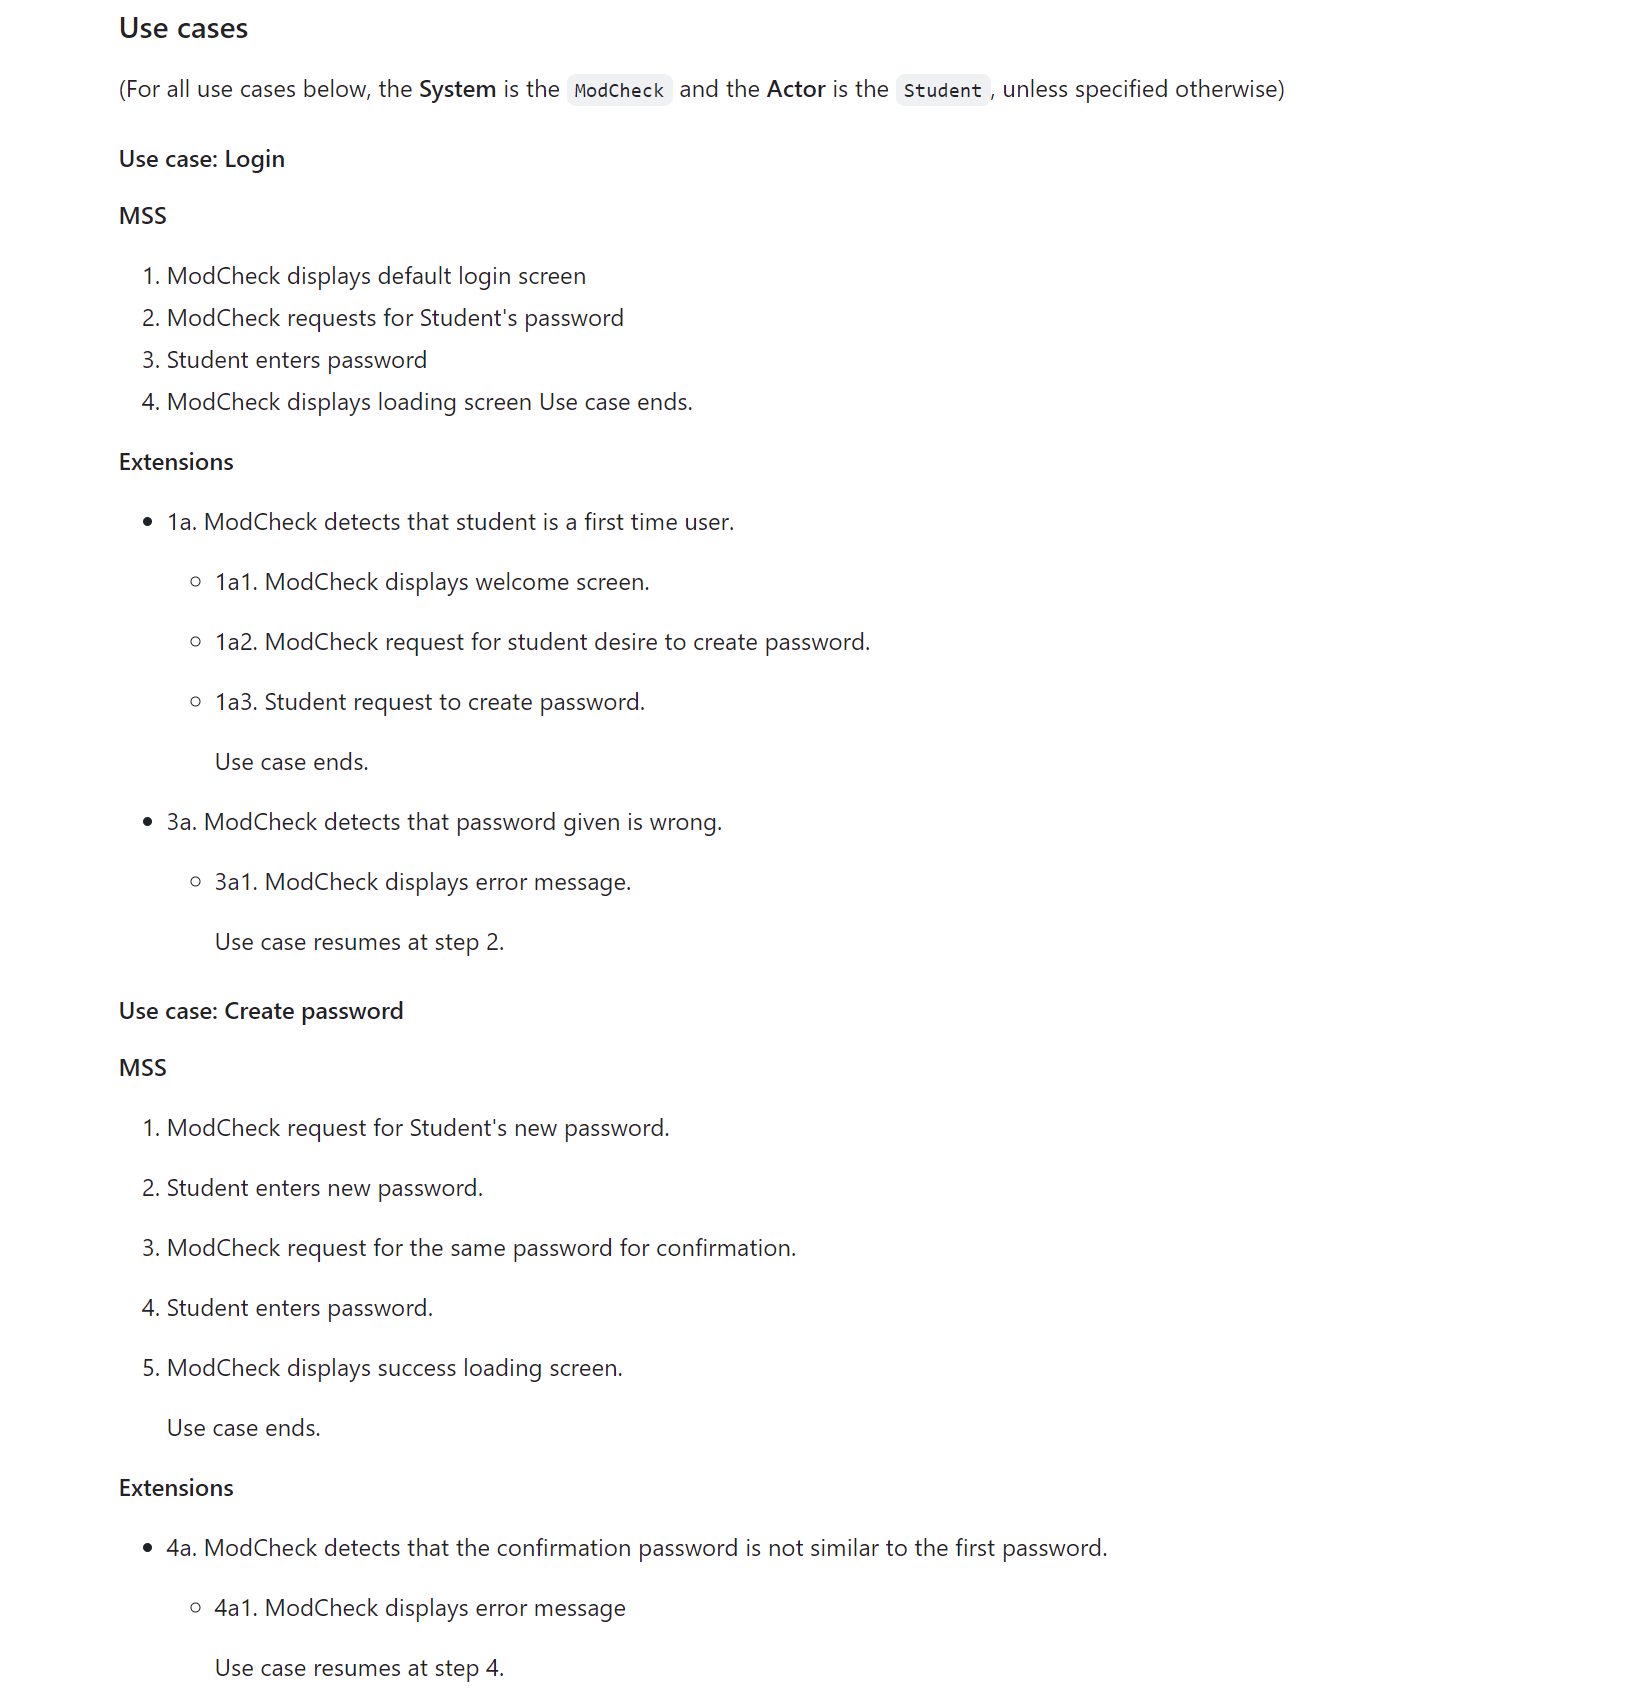 Use cases
(For all use cases below, the System is the ModCheck and the Actor is the Student, unless specified otherwise)
Use case: Login
MSS
1. ModCheck displays default login screen
2. ModCheck requests for Student's password
3. Student enters password
4. ModCheck displays loading screen Use case ends.
Extensions
• 1a. ModCheck detects that student is a first time user.
○ 1a1. ModCheck displays welcome screen.
○ 1a2. ModCheck request for student desire to create password.
○ 1a3. Student request to create password.
Use case ends.
• 3a. ModCheck detects that password given is wrong.
○ 3a1. ModCheck displays error message.
Use case resumes at step 2.
Use case: Create password
MSS
1. ModCheck request for Student's new password.
2. Student enters new password.
3. ModCheck request for the same password for confirmation.
4. Student enters password.
5. ModCheck displays success loading screen.
Use case ends.
Extensions
• 4a. ModCheck detects that the confirmation password is not similar to the first password.
○ 4a1. ModCheck displays error message
Use case resumes at step 4.